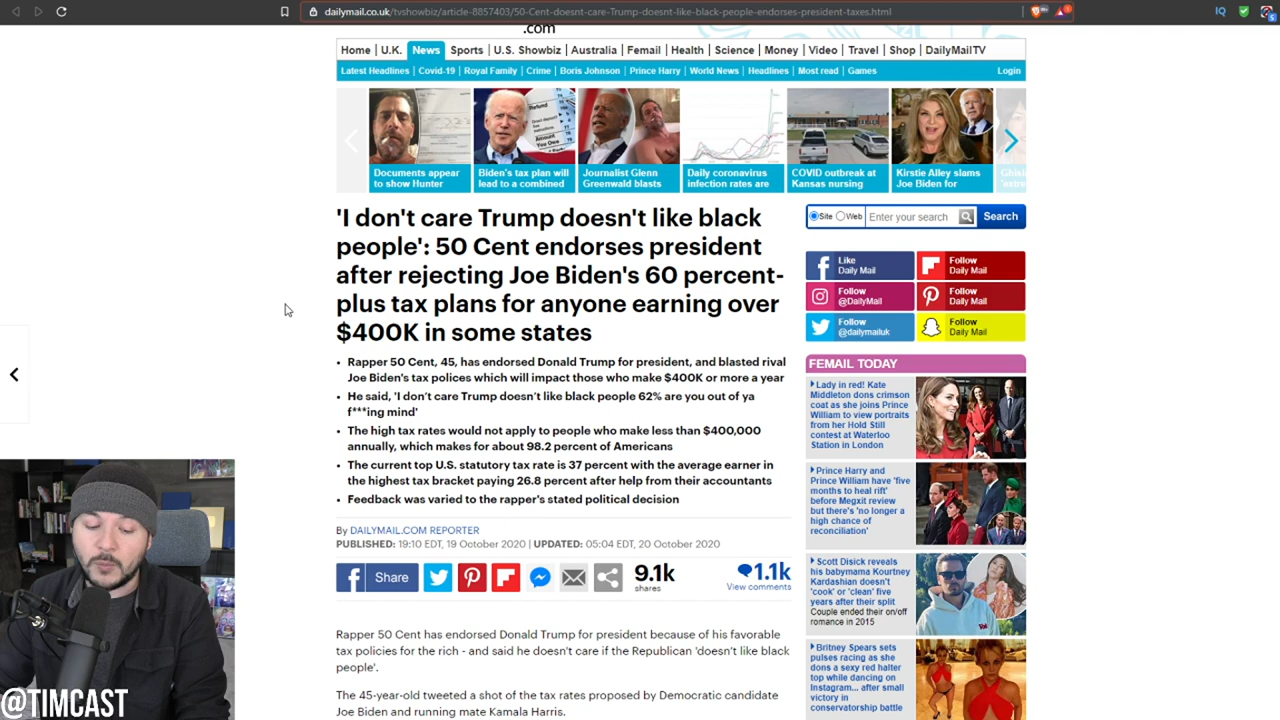 dailymail.co.uk/tvshowbiz/article-8857403/50-Cent-doesnt-care-Trump-doesnt-like-black-people-endorses-president-taxes.html
.com
Home | U.K. | News | Sports | U.S. Showbiz | Australia | Femail | Health | Science | Money | Video | Travel | Shop | DailyMailTV
Latest Headlines | Covid-19 | Royal Family | Crime | Boris Johnson | Prince Harry | World News | Headlines | Most read | Games
Login
Documents appear
to show Hunter
Biden's tax plan will
lead to a combined
Journalist Glenn
Greenwald blasts
Daily coronavirus
infection rates are
COVID outbreak at
Kansas nursing
Kirstie Alley slams
Joe Biden for
'I don't care Trump doesn't like black
people': 50 Cent endorses president
after rejecting Joe Biden's 60 percent-
plus tax plans for anyone earning over
$400K in some states
• Rapper 50 Cent, 45, has endorsed Donald Trump for president, and blasted rival
Joe Biden's tax polices which will impact those who make $400K or more a year
• He said, 'I don't care Trump doesn't like black people 62% are you out of ya
f***ing mind'
• The high tax rates would not apply to people who make less than $400,000
annually, which makes for about 98.2 percent of Americans
• The current top U.S. statutory tax rate is 37 percent with the average earner in
the highest tax bracket paying 26.8 percent after help from their accountants
• Feedback was varied to the rapper's stated political decision
By DAILYMAIL.COM REPORTER
PUBLISHED: 19:10 EDT, 19 October 2020 | UPDATED: 05:04 EDT, 20 October 2020
Share
9.1k
shares
1.1k
View comments
Rapper 50 Cent has endorsed Donald Trump for president because of his favorable
tax policies for the rich - and said he doesn't care if the Republican 'doesn't like black
people'.
The 45-year-old tweeted a shot of the tax rates proposed by Democratic candidate
Joe Biden and running mate Kamala Harris.
Site Web Enter your search Search
Like
Daily Mail
Follow
Daily Mail
Follow
@DailyMail
Follow
Daily Mail
Follow
@dailymailuk
Follow
Daily Mail
FEMAIL TODAY
Lady in red! Kate
Middleton dons crimson
coat as she joins Prince
William to view portraits
from her Hold Still
contest at Waterloo
Station in London
Prince Harry and
Prince William have 'five
months to heal rift'
before Megxit review
but there's 'no longer a
high chance of
reconciliation'
Scott Disick reveals
his babymama Kourtney
Kardashian doesn't
'cook' or 'clean' five
years after their split
Couple ended their on/off
romance in 2015
Britney Spears sets
pulses racing as she
dons a sexy red halter
top while dancing on
Instagram... after small
victory in
conservatorship battle
@TIMCAST